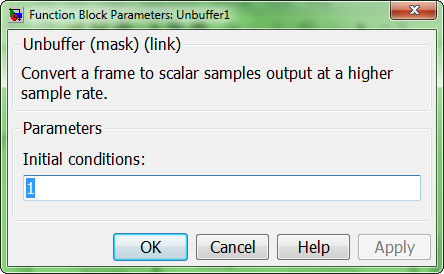 Function Block Parameters: Unbuffer1
Unbuffer (mask) (link)
Convert a frame to scalar samples output at a higher
sample rate.
Parameters
Initial conditions:
1
OK Cancel Help Apply